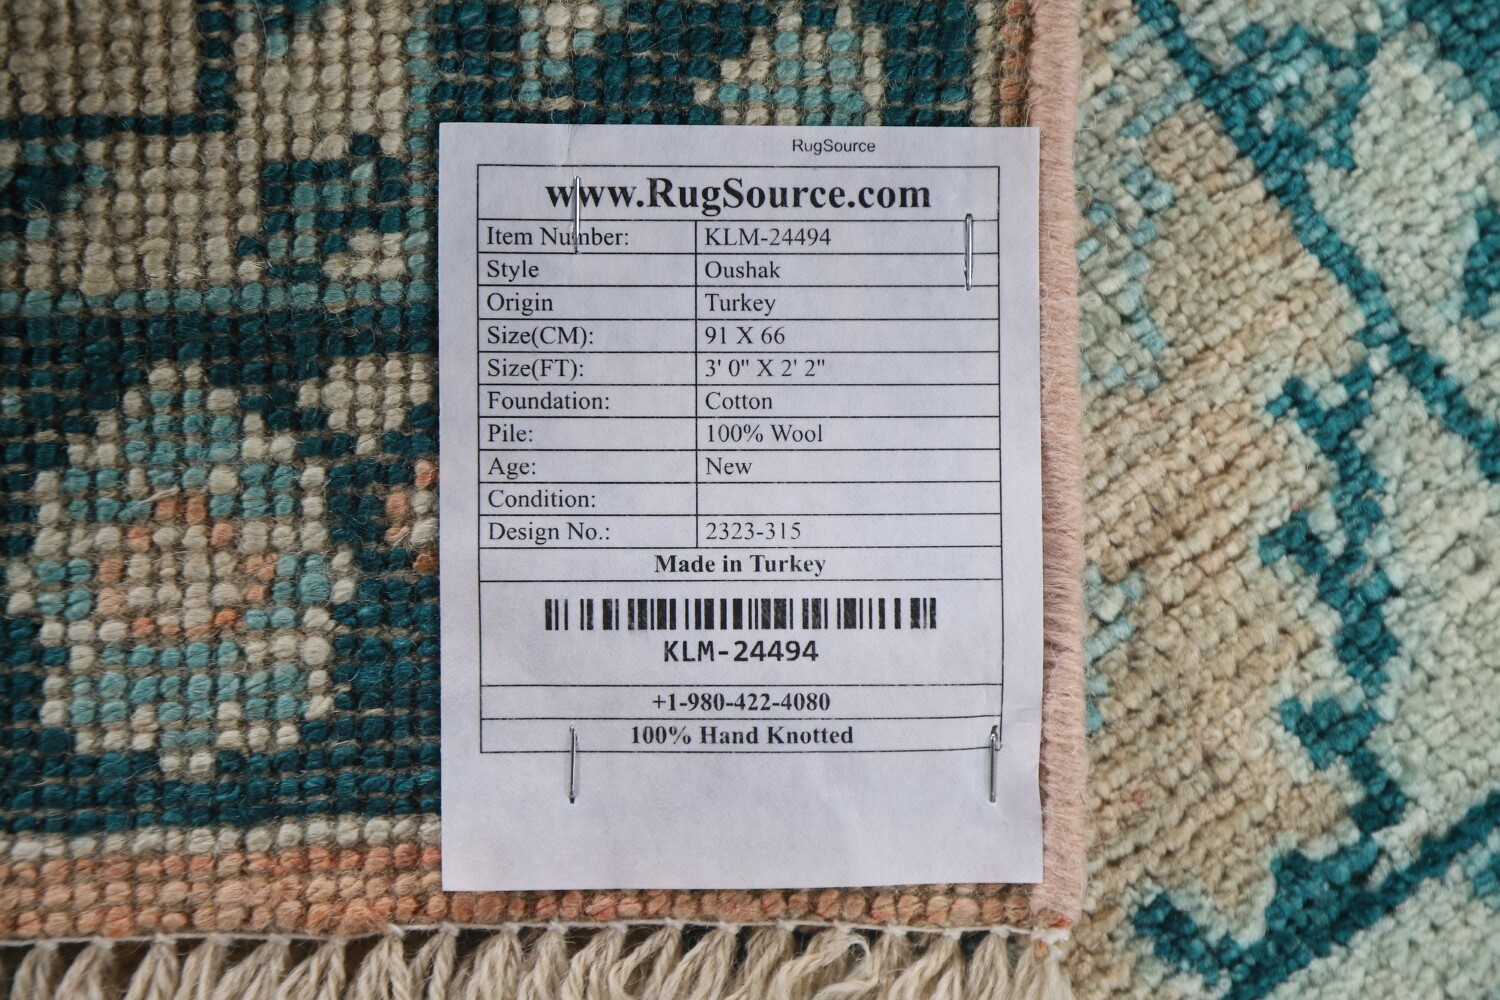 RugSource
www.RugSource.com
Item Number: KLM-24494
Style Oushak
Origin Turkey
Size(CM): 91 X 66
Size(FT): 3' 0" X 2' 2"
Foundation: Cotton
Pile: 100% Wool
Age: New
Condition:
Design No.: 2323-315
Made in Turkey
KLM-24494
+1-980-422-4080
100% Hand Knotted